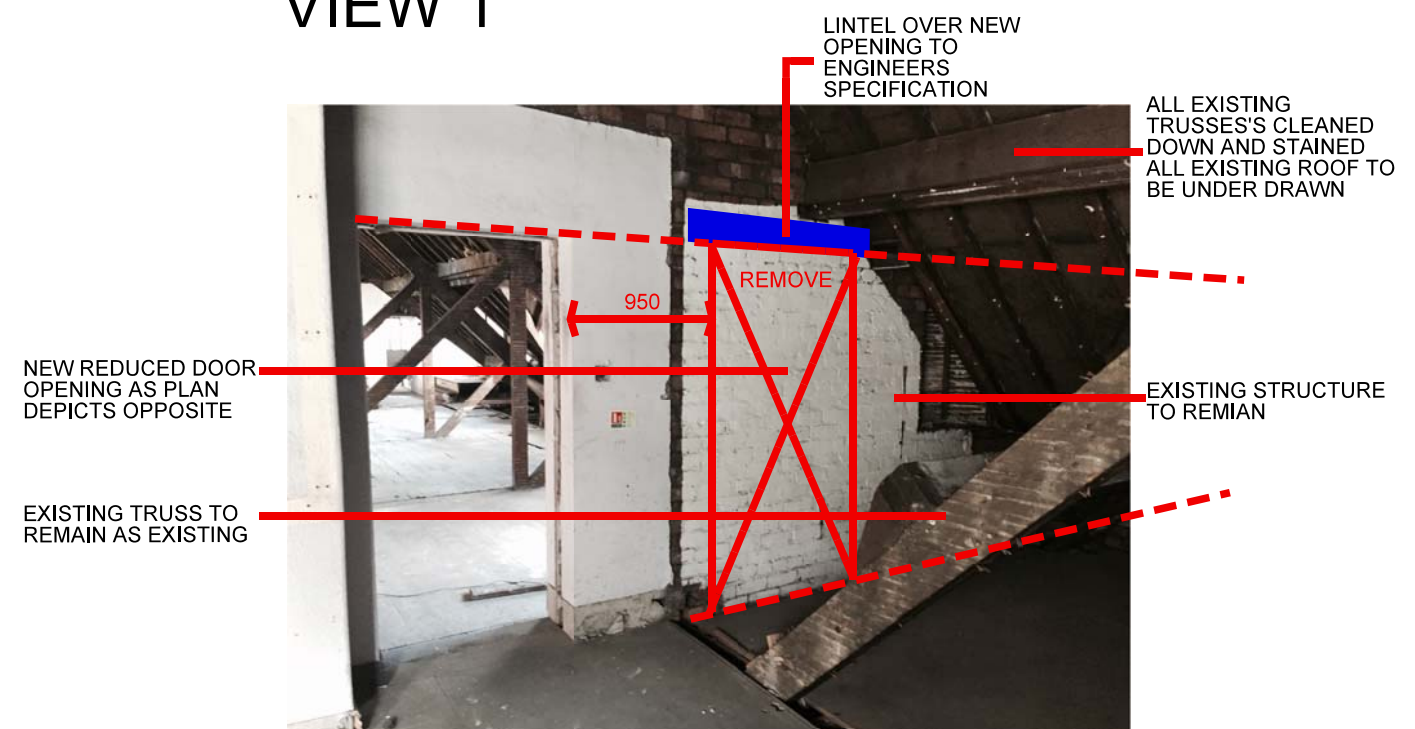 VIEW 1
LINTEL OVER NEW
OPENING TO
ENGINEERS
SPECIFICATION
ALL EXISTING
TRUSSES'S CLEANED
DOWN AND STAINED
ALL EXISTING ROOF TO
BE UNDER DRAWN
REMOVE
950
NEW REDUCED DOOR
OPENING AS PLAN
DEPICTS OPPOSITE
EXISTING STRUCTURE
TO REMIAN
EXISTING TRUSS TO
REMAIN AS EXISTING